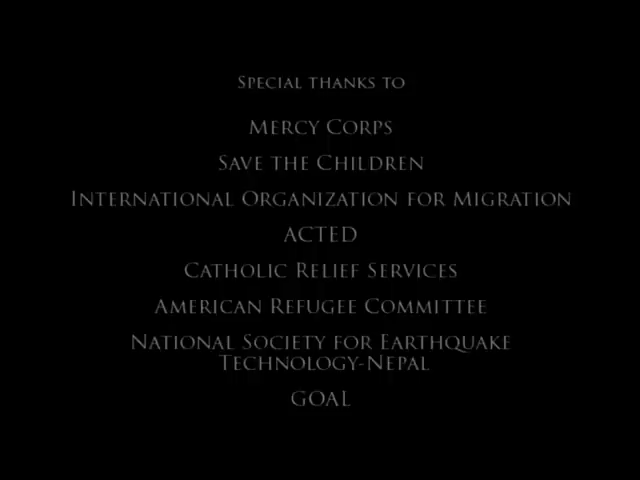 Special thanks to
Mercy Corps
Save the Children
International Organization for Migration
ACTED
Catholic Relief Services
American Refugee Committee
National Society for Earthquake
Technology-Nepal
GOAL